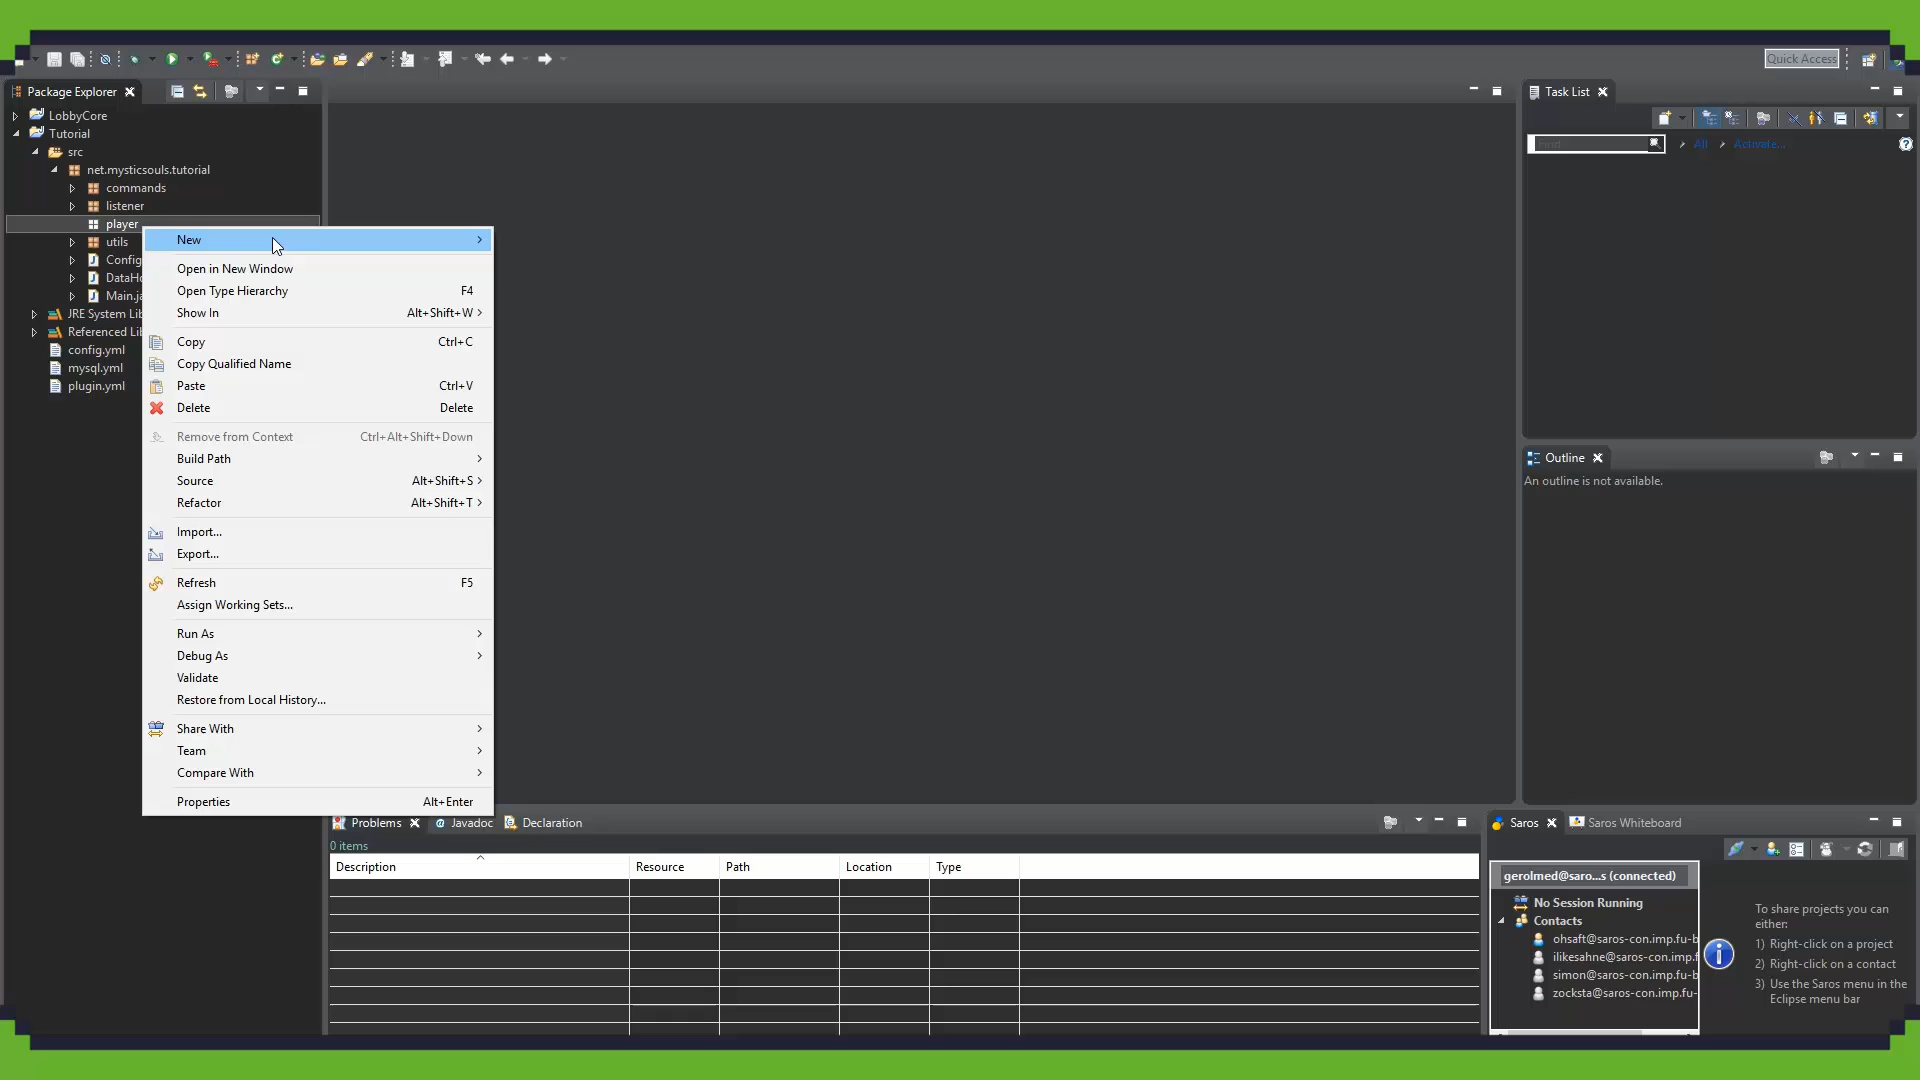 Quick Access
Package Explorer
LobbyCore
Tutorial
src
net.mysticsouls.tutorial
commands
listener
player
utils
Config
DataHo
Main.ja
JRE System Lib
Referenced Lib
config.yml
mysql.yml
plugin.yml
New
Open in New Window
Open Type Hierarchy F4
Show In Alt+Shift+W
Copy Ctrl+C
Copy Qualified Name
Paste Ctrl+V
Delete Delete
Remove from Context Ctrl+Alt+Shift+Down
Build Path
Source Alt+Shift+S
Refactor Alt+Shift+T
Import...
Export...
Refresh F5
Assign Working Sets...
Run As
Debug As
Validate
Restore from Local History...
Share With
Team
Compare With
Properties Alt+Enter
Task List
Find
All
Activate...
Outline
An outline is not available.
Problems
Javadoc
Declaration
0 items
Description Resource Path Location Type
Saros
Saros Whiteboard
gerolmed@saro...s (connected)
No Session Running
Contacts
ohsaft@saros-con.imp.fu-b
ilikesahne@saros-con.imp.f
simon@saros-con.imp.fu-b
zocksta@saros-con.imp.fu-
To share projects you can
either:
1) Right-click on a project
2) Right-click on a contact
3) Use the Saros menu in the
Eclipse menu bar